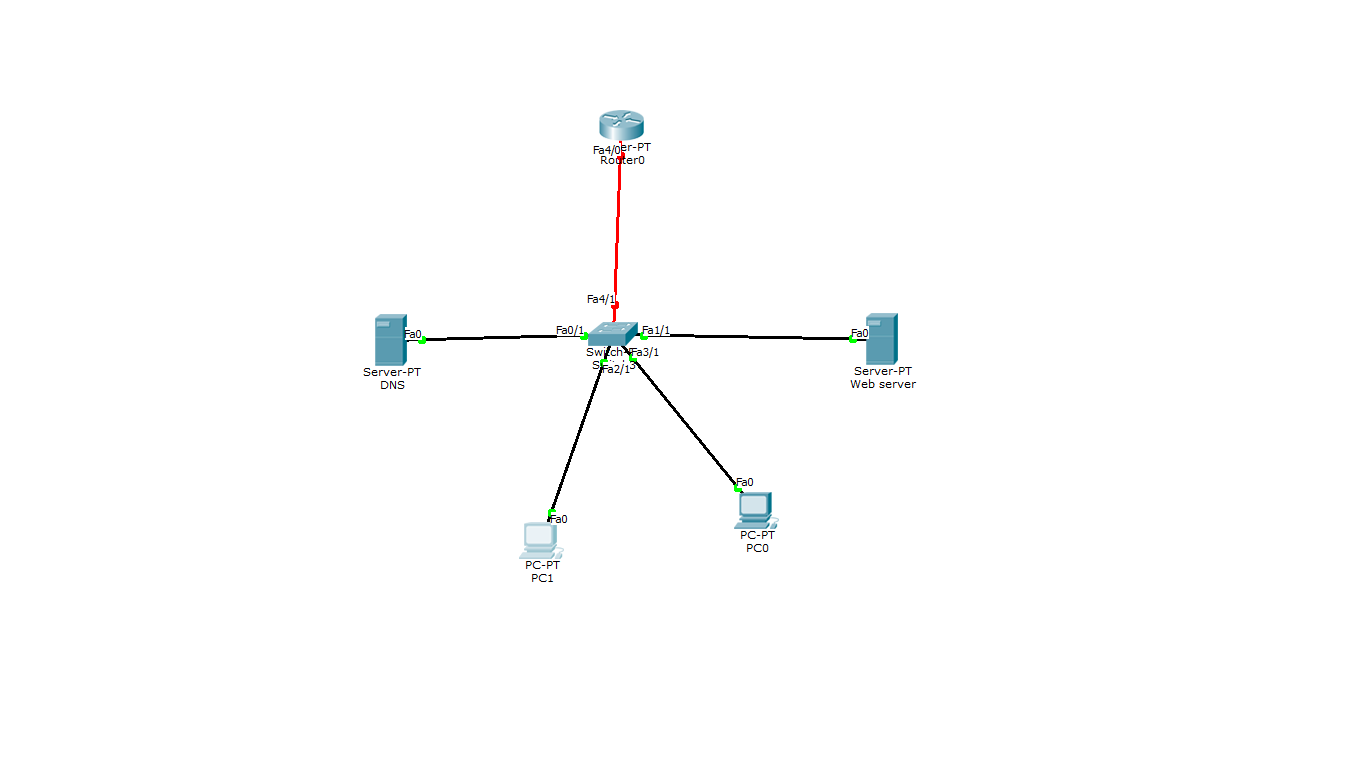 Fa4/0
er-PT
Router0
Fa4/1
Fa0/1
Fa1/1
Fa0
Fa0
Server-PT
DNS
Switch
Fa3/1
Fa2/1
Server-PT
Web server
Fa0
PC-PT
PC0
Fa0
PC-PT
PC1